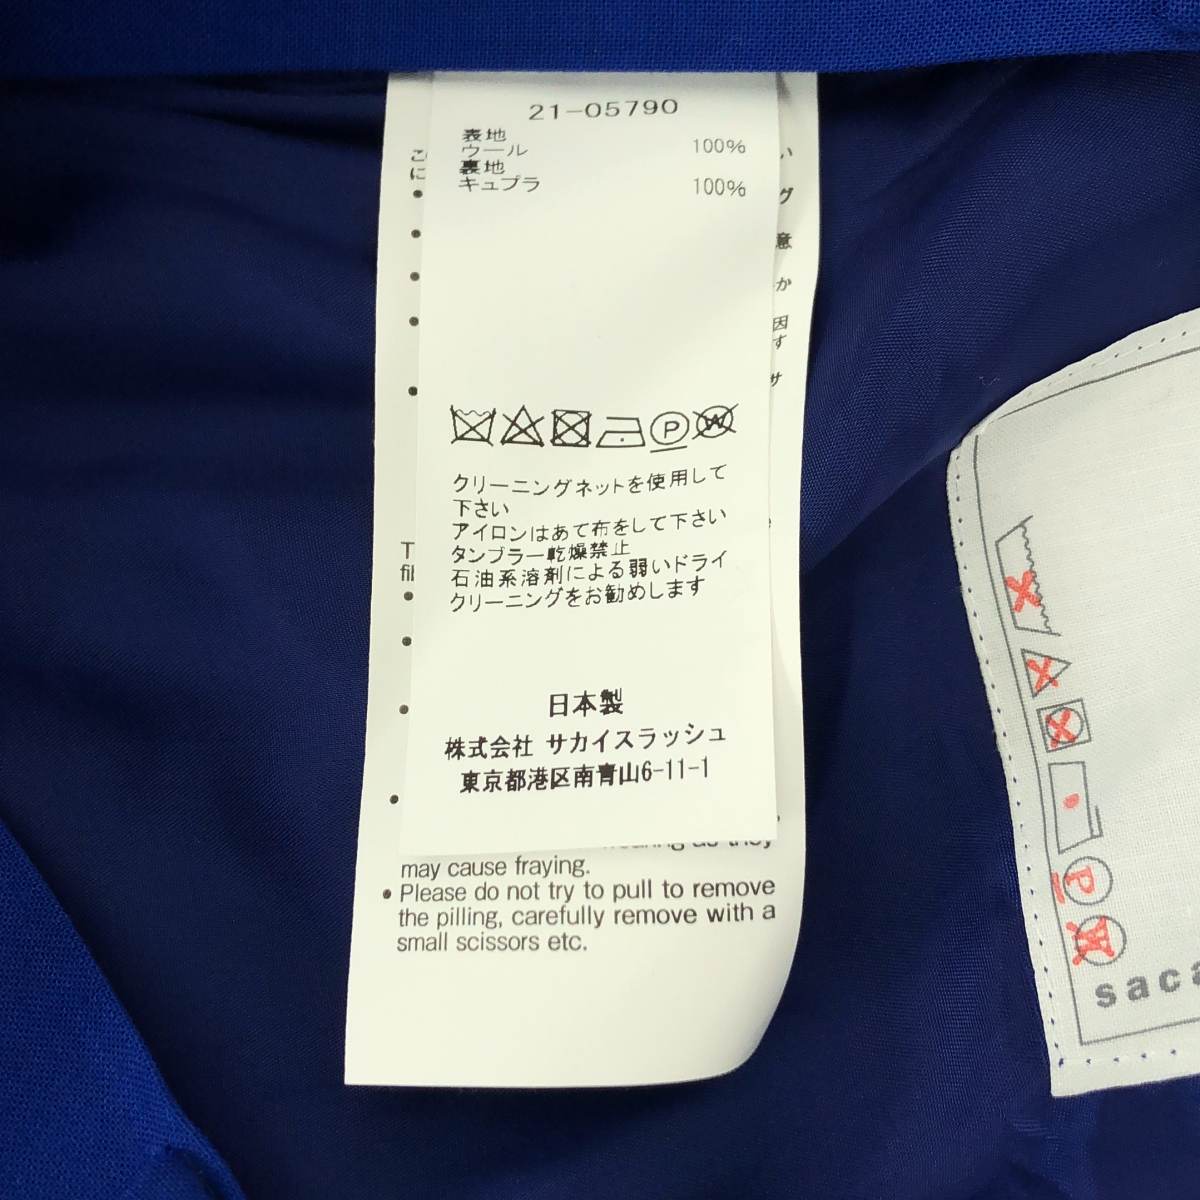 21-05790
表地
ウール 100%
裏地
キュプラ 100%
クリーニングネットを使用して
下さい
アイロンはあて布をして下さい
タンブラー乾燥禁止
石油系溶剤による弱いドライ
クリーニングをお勧めします
日本製
株式会社 サカイスラッシュ
東京都港区南青山6-11-1
may cause fraying.
• Please do not try to pull to remove
the pilling, carefully remove with a
small scissors etc.
P
W
saca